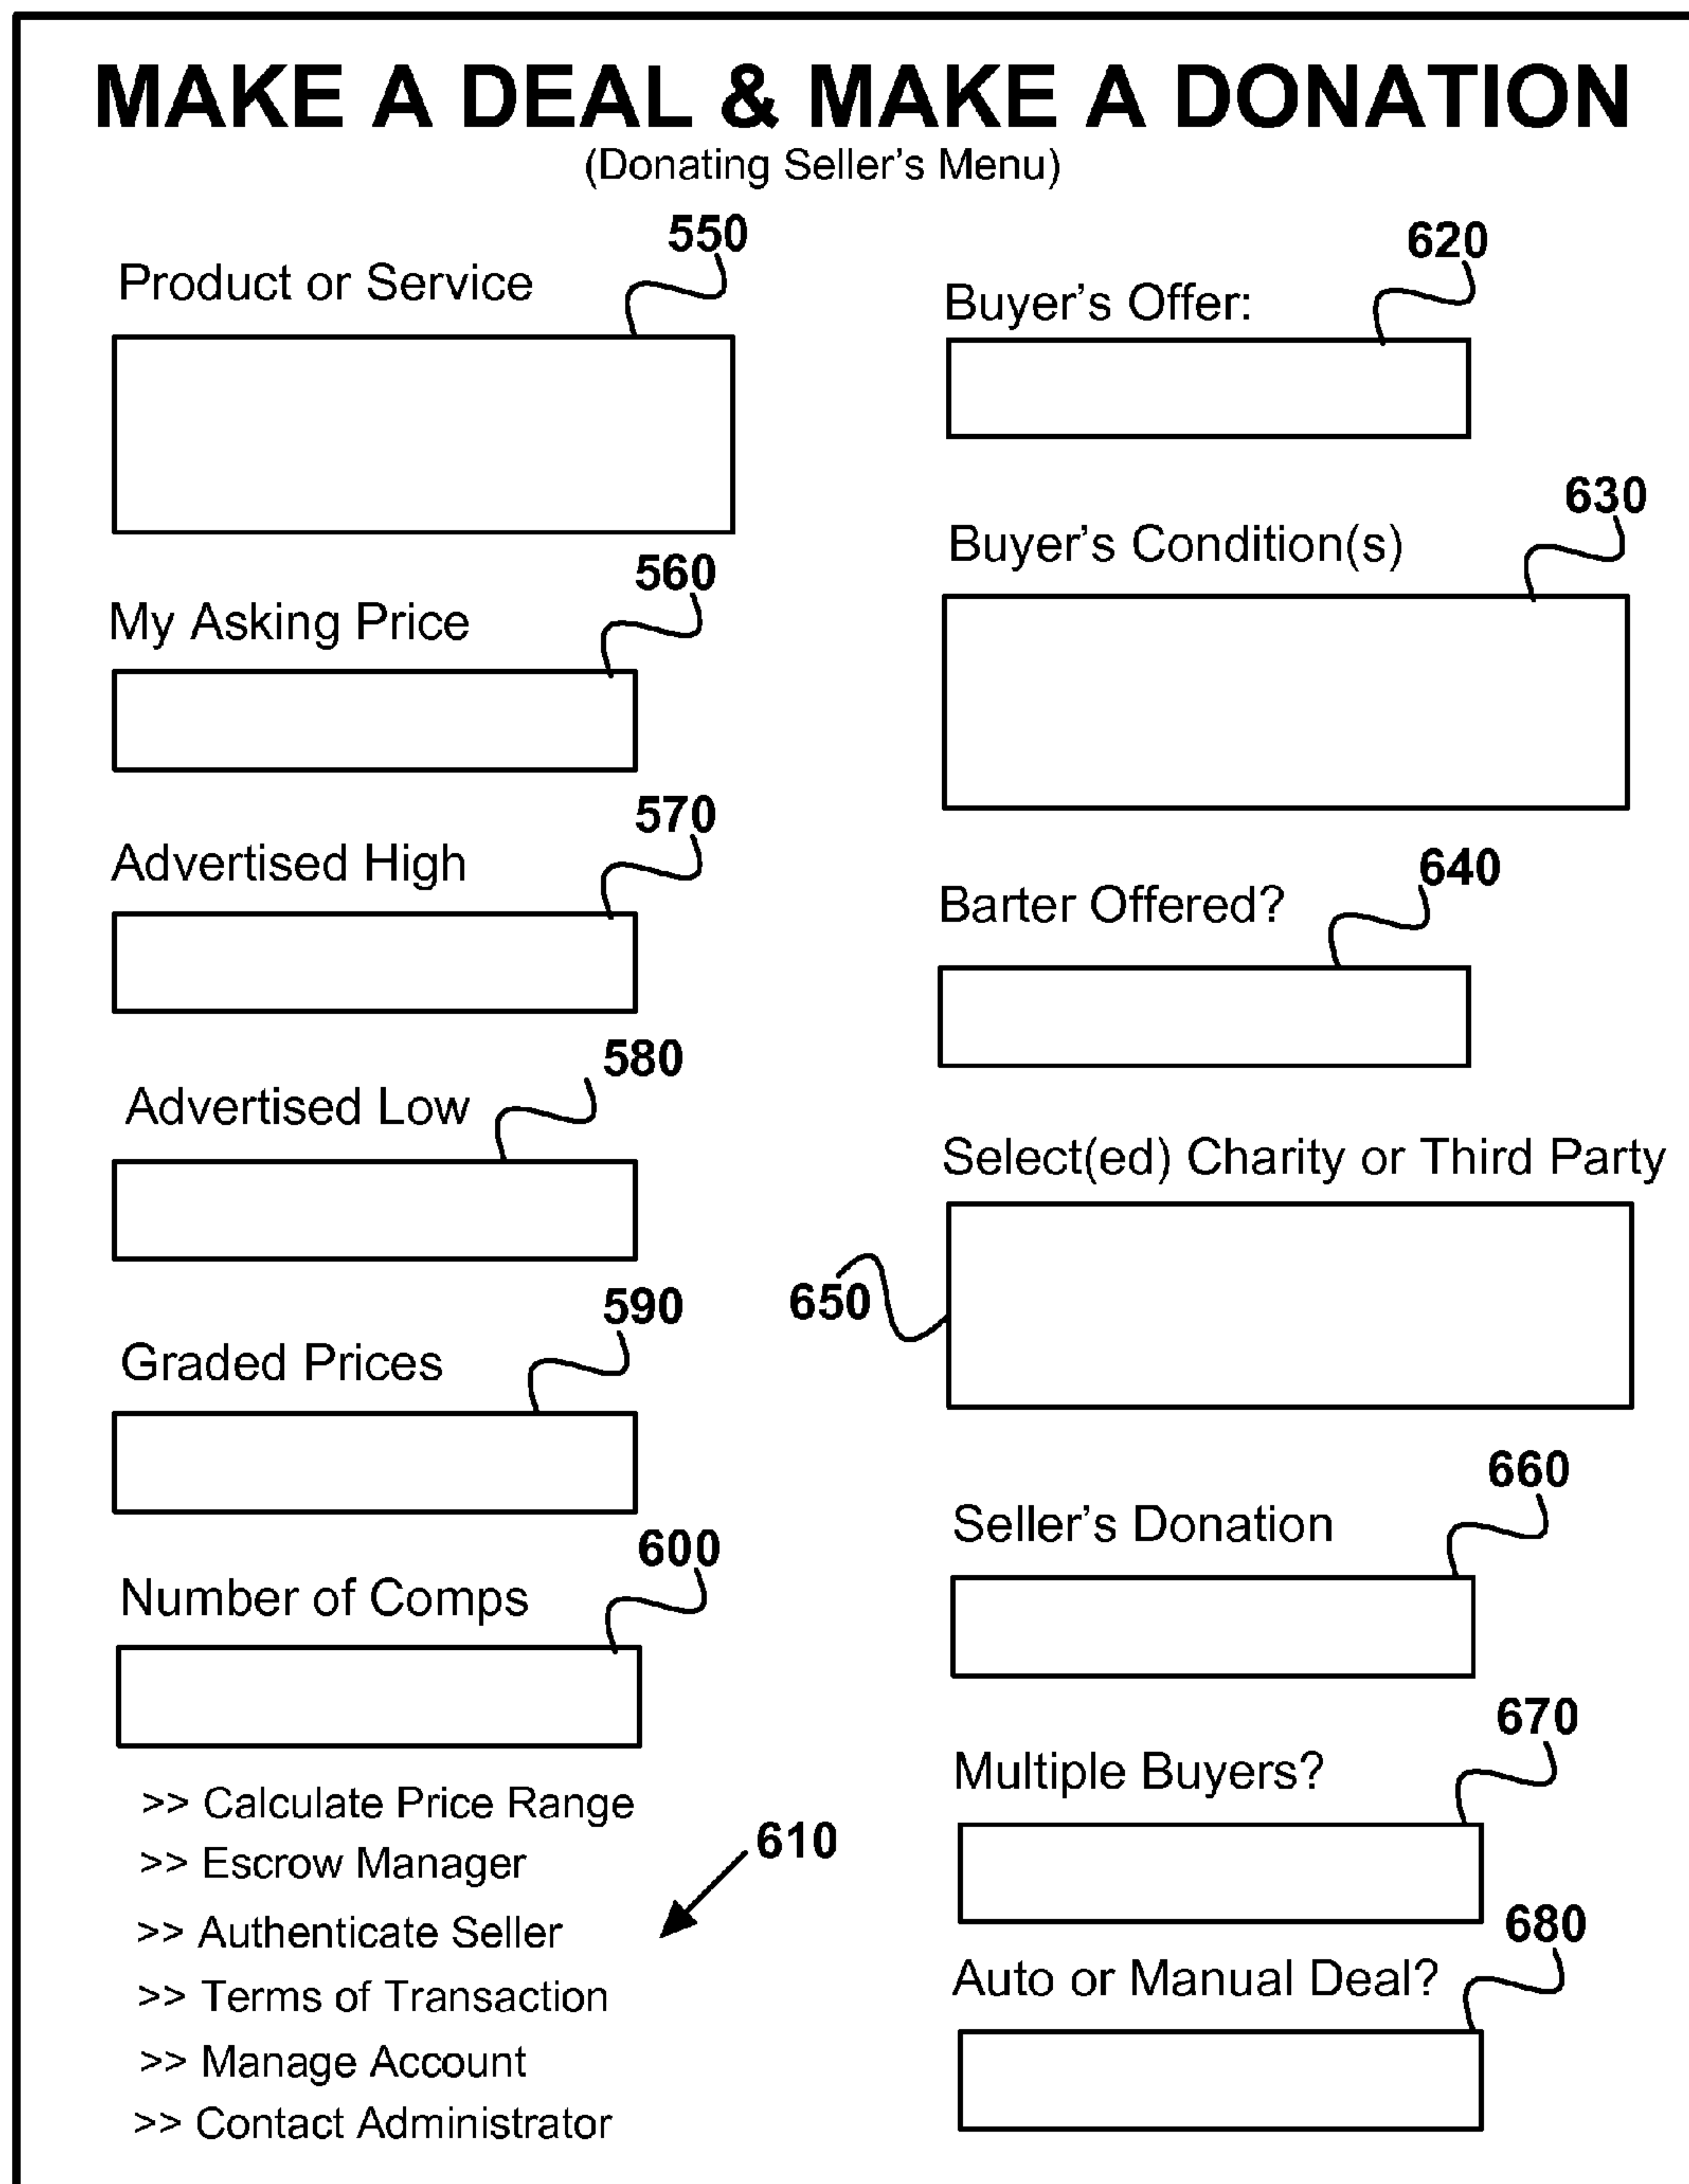 MAKE A DEAL & MAKE A DONATION
(Donating Seller's Menu)
550
Product or Service
560
My Asking Price
570
Advertised High
580
Advertised Low
590
Graded Prices
600
Number of Comps
>> Calculate Price Range
>> Escrow Manager
610
>> Authenticate Seller
>> Terms of Transaction
>> Manage Account
>> Contact Administrator
620
Buyer's Offer:
630
Buyer's Condition(s)
640
Barter Offered?
Select(ed) Charity or Third Party
650
660
Seller's Donation
670
Multiple Buyers?
680
Auto or Manual Deal?